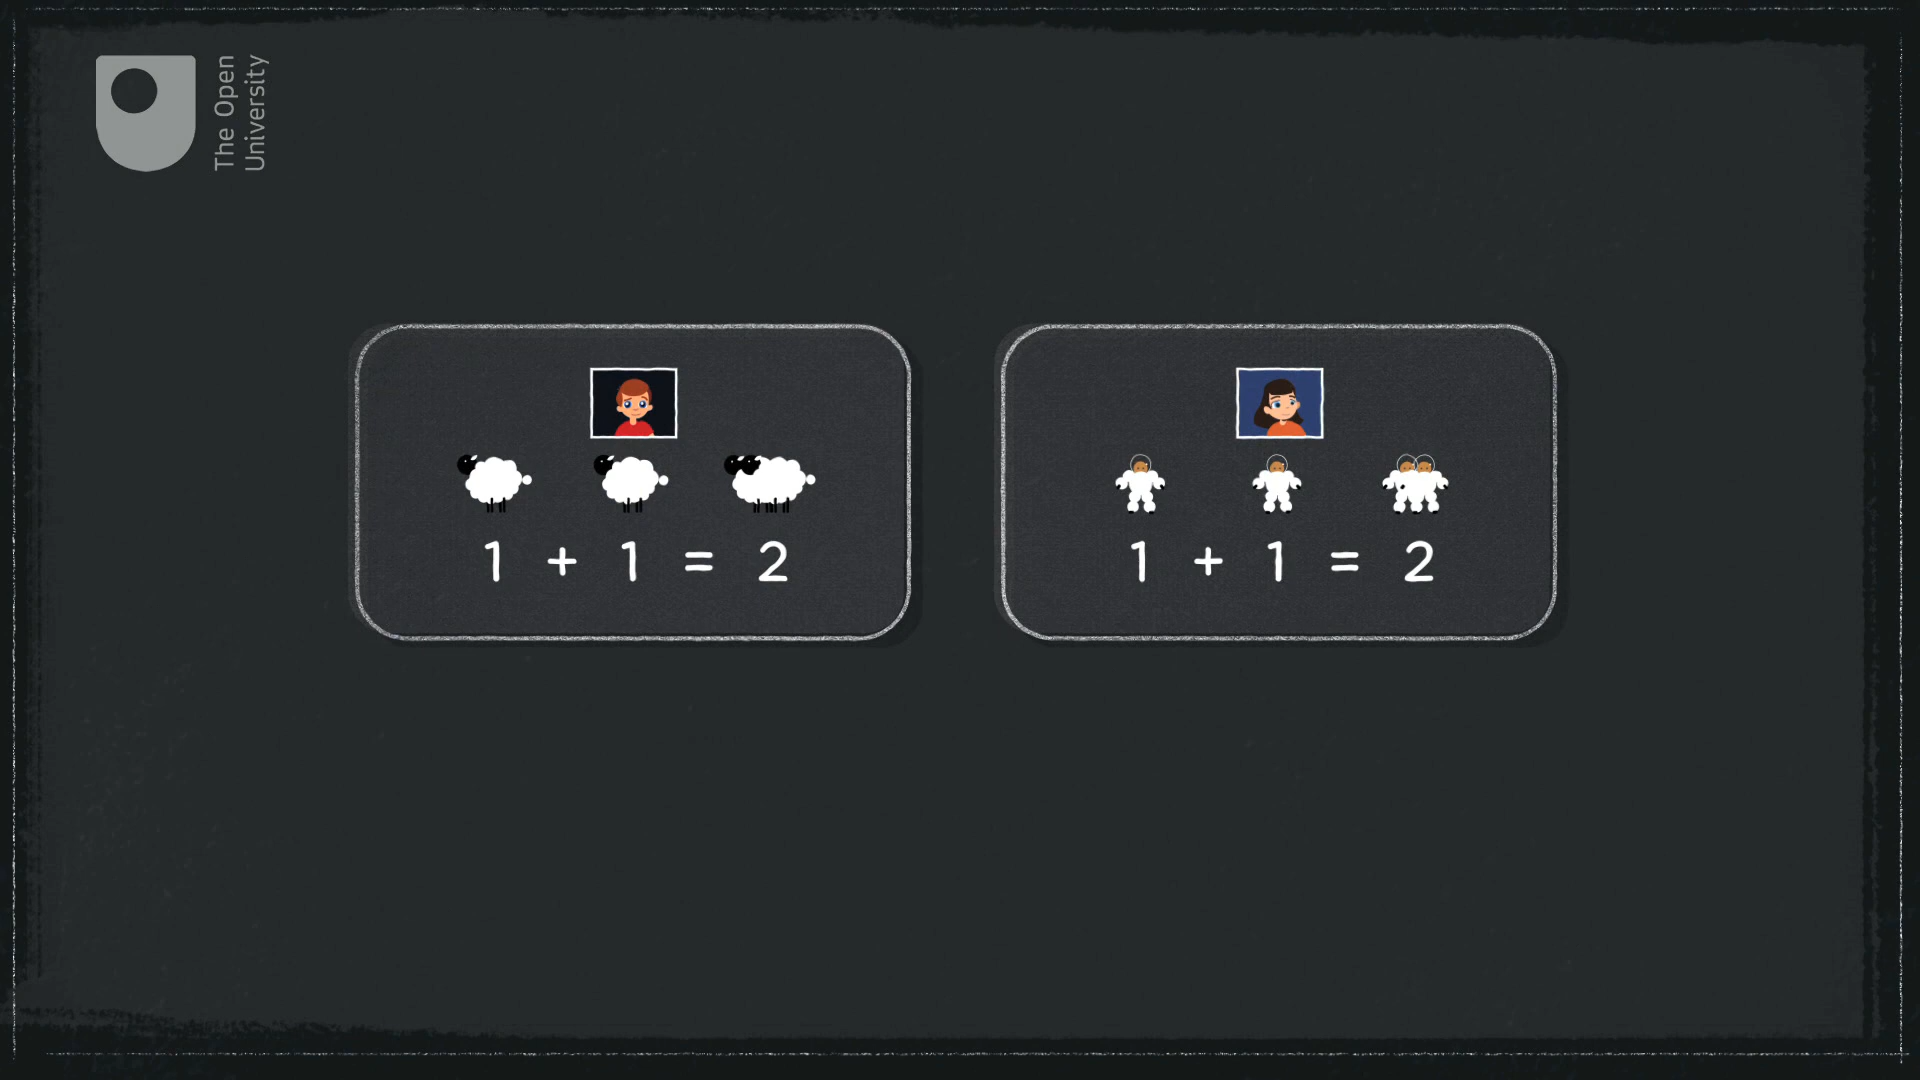 The Open
University
1 + 1 = 2
1 + 1 = 2